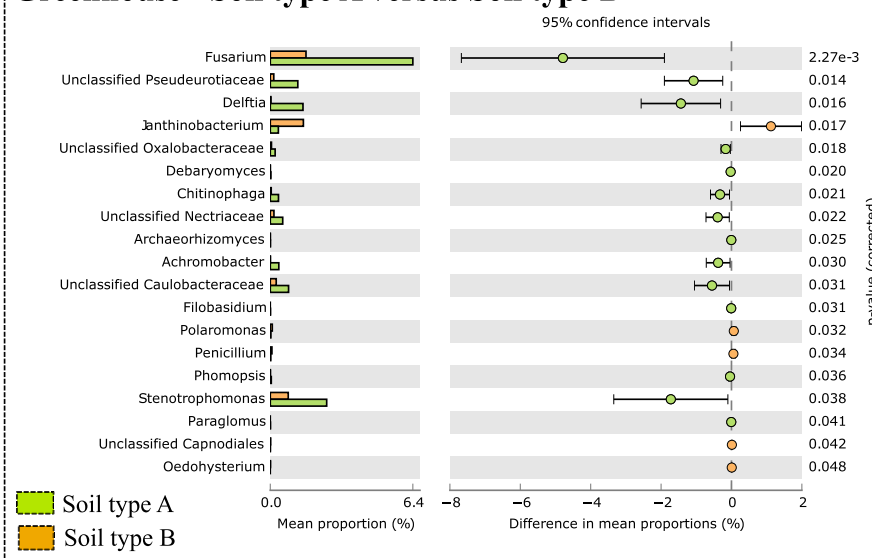 95% confidence intervals
Fusarium 2.27e-3
Unclassified Pseudeurotiaceae 0.014
Delftia 0.016
Janthinobacterium 0.017
Unclassified Oxalobacteraceae 0.018
Debaryomyces 0.020
Chitinophaga 0.021
Unclassified Nectriaceae 0.022
Archaeorhizomyces 0.025
Achromobacter 0.030
Unclassified Caulobacteraceae 0.031
Filobasidium 0.031
Polaromonas 0.032
Penicillium 0.034
Phomopsis 0.036
Stenotrophomonas 0.038
Paraglomus 0.041
Unclassified Capnodiales 0.042
Oedohysterium 0.048
p-value (corrected)
0.0 6.4 −8 −6 −4 −2 0 2
Mean proportion (%) Difference in mean proportions (%)
Soil type A
Soil type B